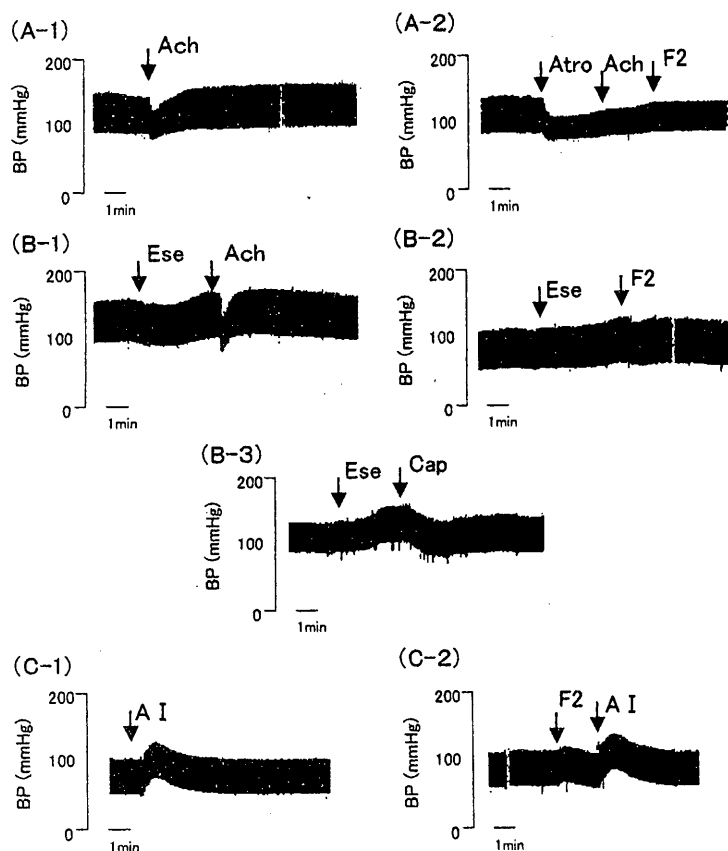 (A-1)
Ach
200
100
0
BP (mmHg)
1min
(A-2)
Atro Ach F2
200
100
0
BP (mmHg)
1min
(B-1)
Ese Ach
200
100
0
BP (mmHg)
1min
(B-2)
Ese F2
200
100
0
BP (mmHg)
1min
(B-3)
Ese Cap
200
100
0
BP (mmHg)
1min
(C-1)
A I
200
100
0
BP (mmHg)
1min
(C-2)
F2 A I
200
100
0
BP (mmHg)
1min